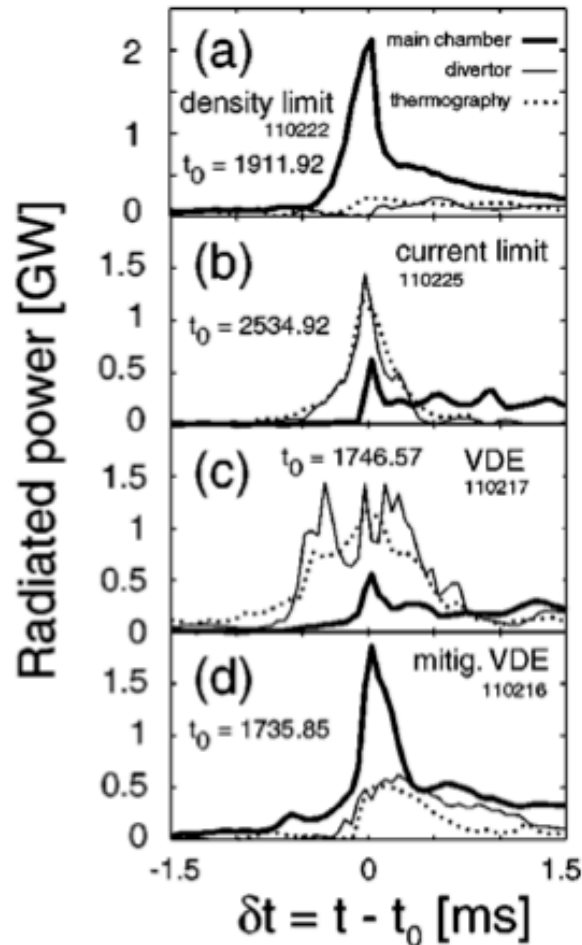 Radiated power [GW]
(a)
main chamber
divertor
thermography
density limit
110222
t0 = 1911.92
2
1
0
(b)
current limit
110225
t0 = 2534.92
1.5
1
0.5
0
(c)
t0 = 1746.57
VDE
110217
1.5
1
0.5
0
(d)
mitig. VDE
110216
t0 = 1735.85
1.5
1
0.5
0
-1.5 0 1.5
δt = t - t0 [ms]